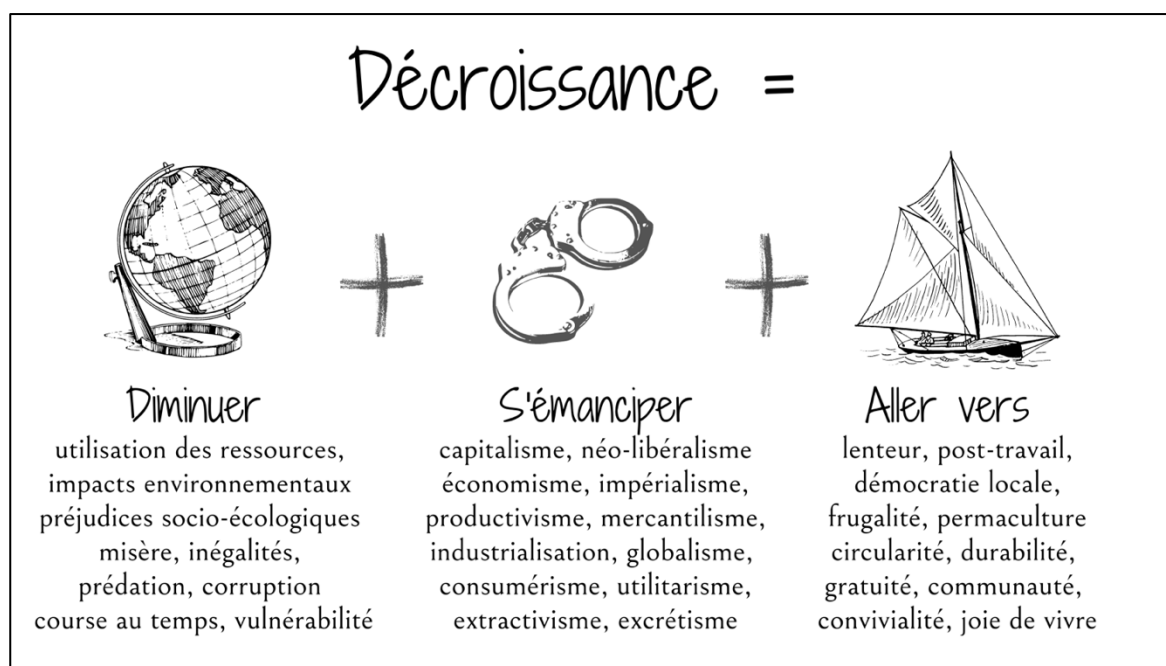 Décroissance =
Diminuer
utilisation des ressources,
impacts environnementaux
préjudices socio-écologiques
misère, inégalités,
prédation, corruption
course au temps, vulnérabilité
S'émanciper
capitalisme, néo-libéralisme
économisme, impérialisme,
productivisme, mercantilisme,
industrialisation, globalisme,
consumérisme, utilitarisme,
extractivisme, excrétisme
Aller vers
lenteur, post-travail,
démocratie locale,
frugalité, permaculture
circularité, durabilité,
gratuité, communauté,
convivialité, joie de vivre